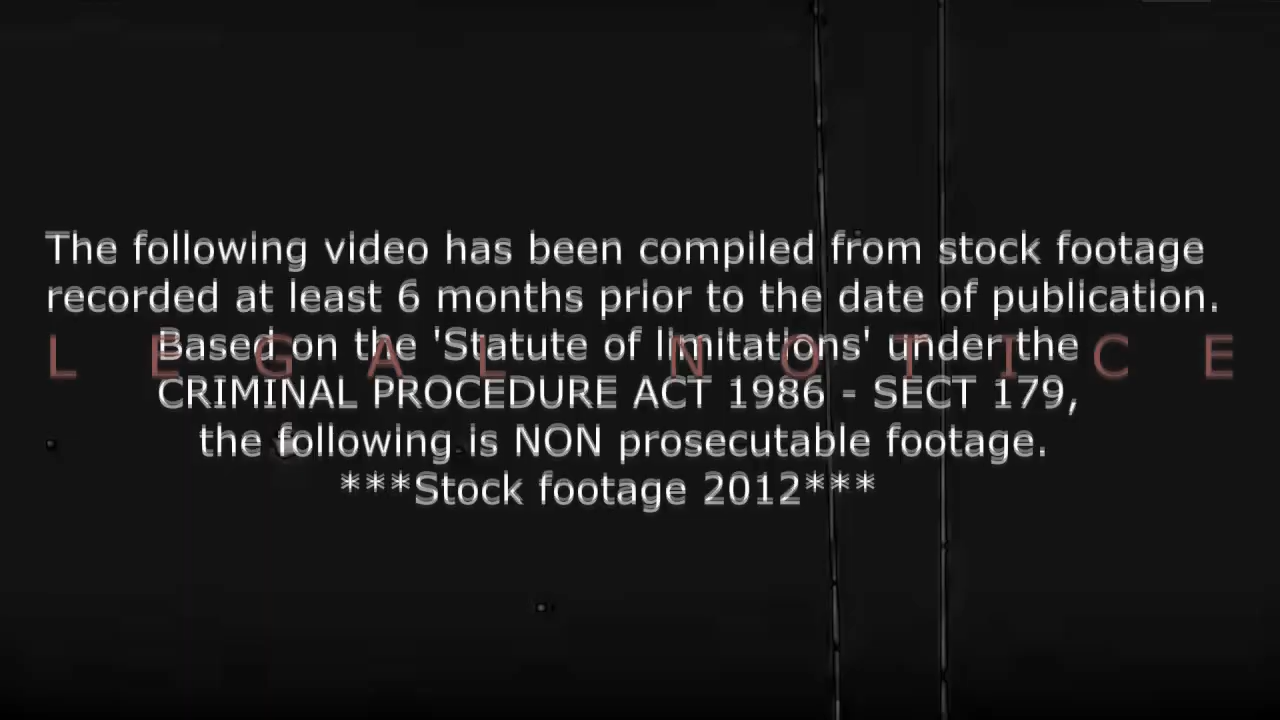 The following video has been compiled from stock footage
recorded at least 6 months prior to the date of publication.
Based on the 'Statute of limitations' under the
L E G A L N O T I C E
CRIMINAL PROCEDURE ACT 1986 - SECT 179,
the following is NON prosecutable footage.
***Stock footage 2012***